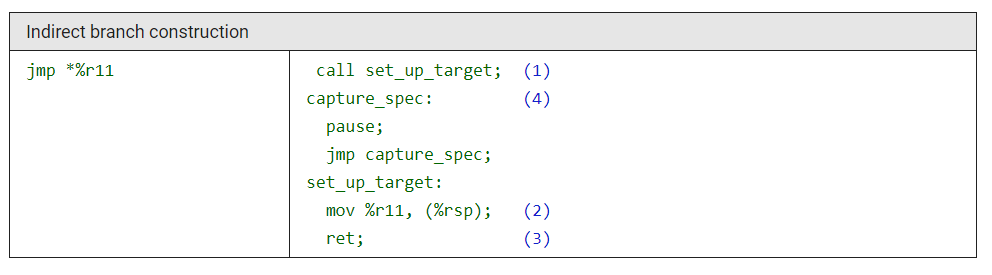 Indirect branch construction
jmp *%r11
call set_up_target; (1)
capture_spec: (4)
pause;
jmp capture_spec;
set_up_target:
mov %r11, (%rsp); (2)
ret; (3)